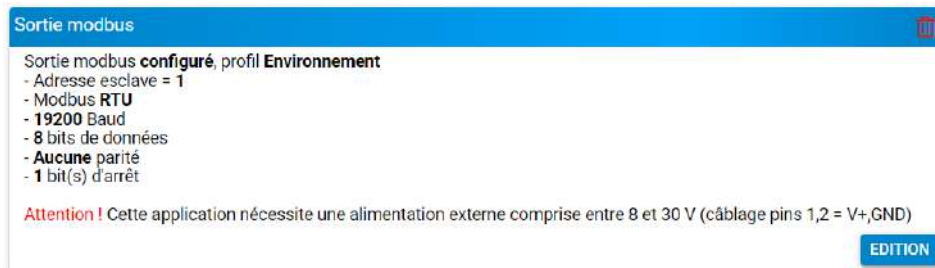 Sortie modbus
Sortie modbus configuré, profil Environnement
- Adresse esclave = 1
- Modbus RTU
- 19200 Baud
- 8 bits de données
- Aucune parité
- 1 bit(s) d'arrêt
Attention ! Cette application nécessite une alimentation externe comprise entre 8 et 30 V (câblage pins 1,2 = V+,GND)
EDITION